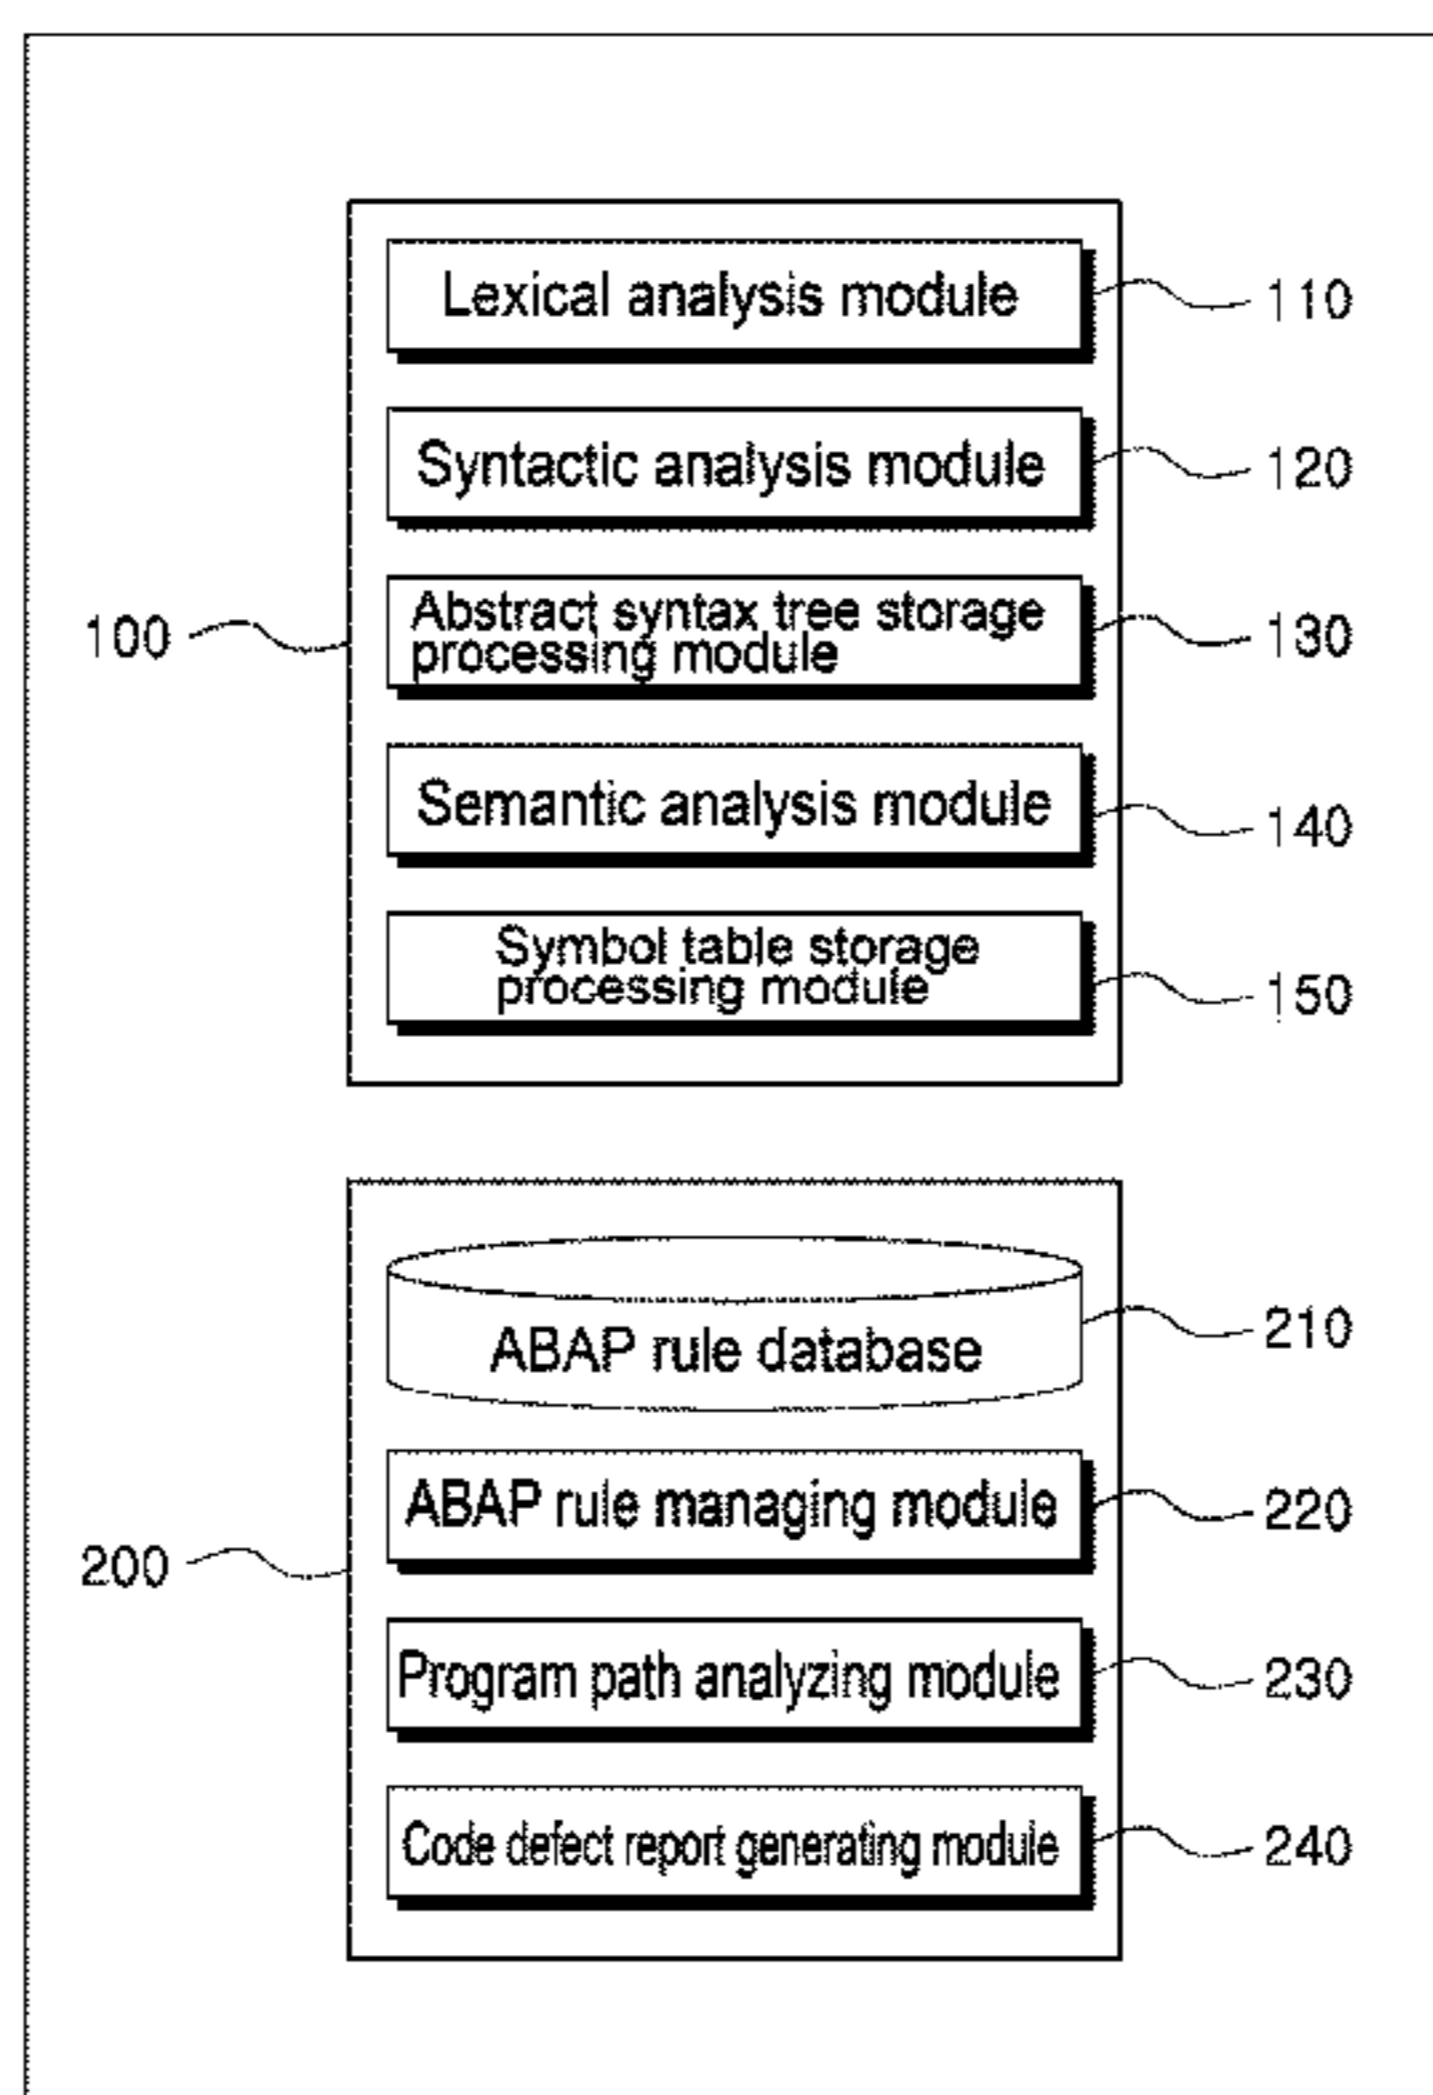 Lexical analysis module
110
Syntactic analysis module
120
Abstract syntax tree storage
processing module
130
100
Semantic analysis module
140
Symbol table storage
processing module
150
ABAP rule database
210
ABAP rule managing module
220
200
Program path analyzing module
230
Code defect report generating module
240